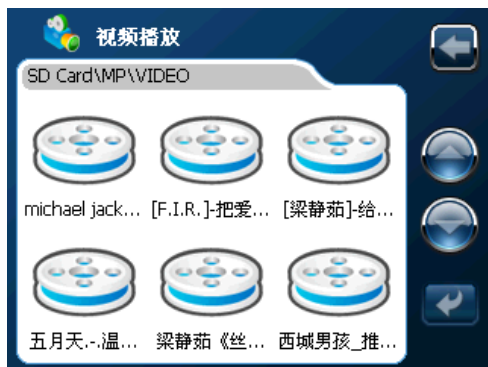 视频播放
SD Card\MP\VIDEO
michael jack... [F.I.R.]-把爱... [梁静茹]-给...
五月天.-.温... 梁静茹《丝... 西城男孩_推...